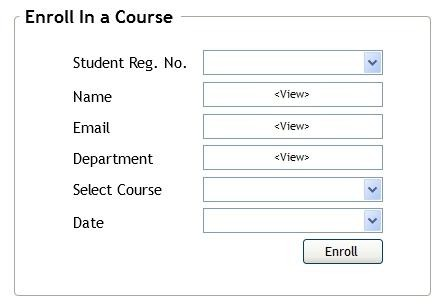 Enroll In a Course
Student Reg. No.
Name <View>
Email <View>
Department <View>
Select Course
Date
Enroll